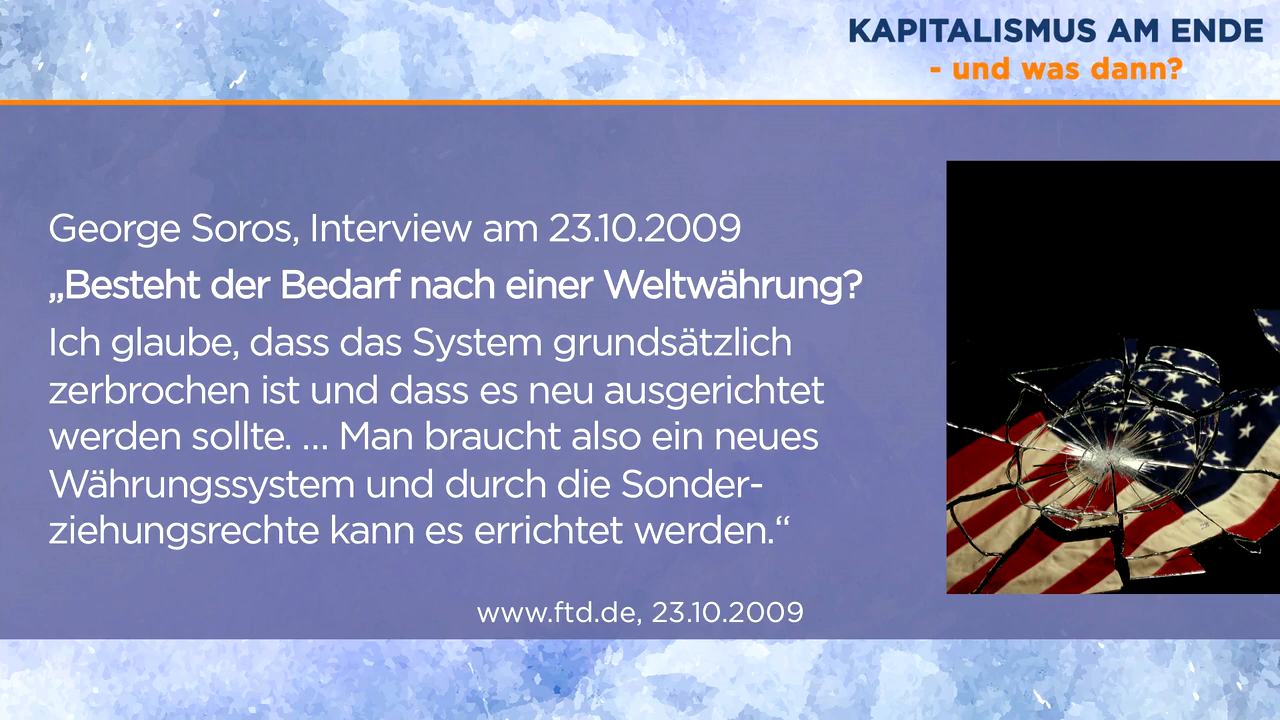 KAPITALISMUS AM ENDE
- und was dann?
George Soros, Interview am 23.10.2009
„Besteht der Bedarf nach einer Weltwährung?
Ich glaube, dass das System grundsätzlich
zerbrochen ist und dass es neu ausgerichtet
werden sollte. ... Man braucht also ein neues
Währungssystem und durch die Sonder-
ziehungsrechte kann es errichtet werden.“
www.ftd.de, 23.10.2009